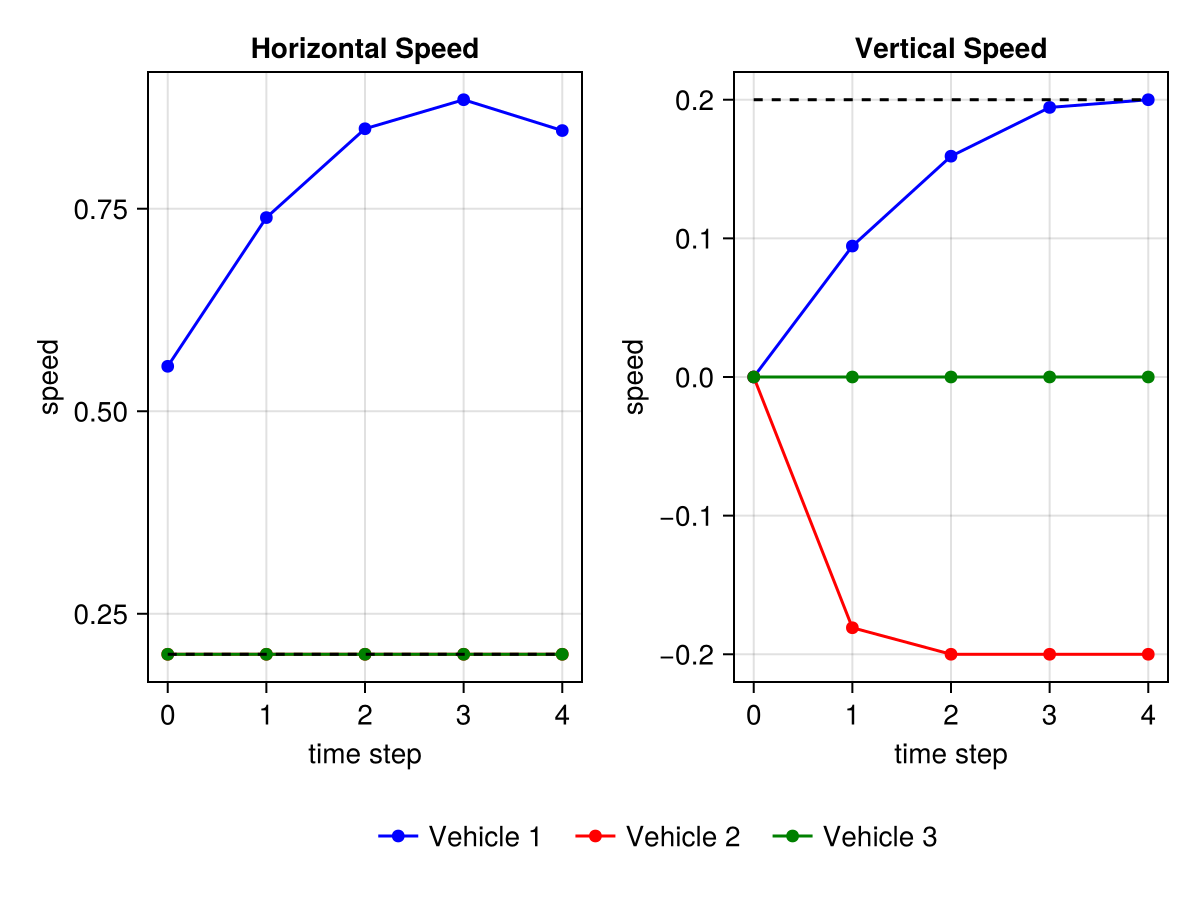 Horizontal Speed
speed
0.75
0.50
0.25
0
1
2
3
4
time step
Vertical Speed
speed
0.2
0.1
0.0
−0.1
−0.2
0
1
2
3
4
time step
Vehicle 1
Vehicle 2
Vehicle 3